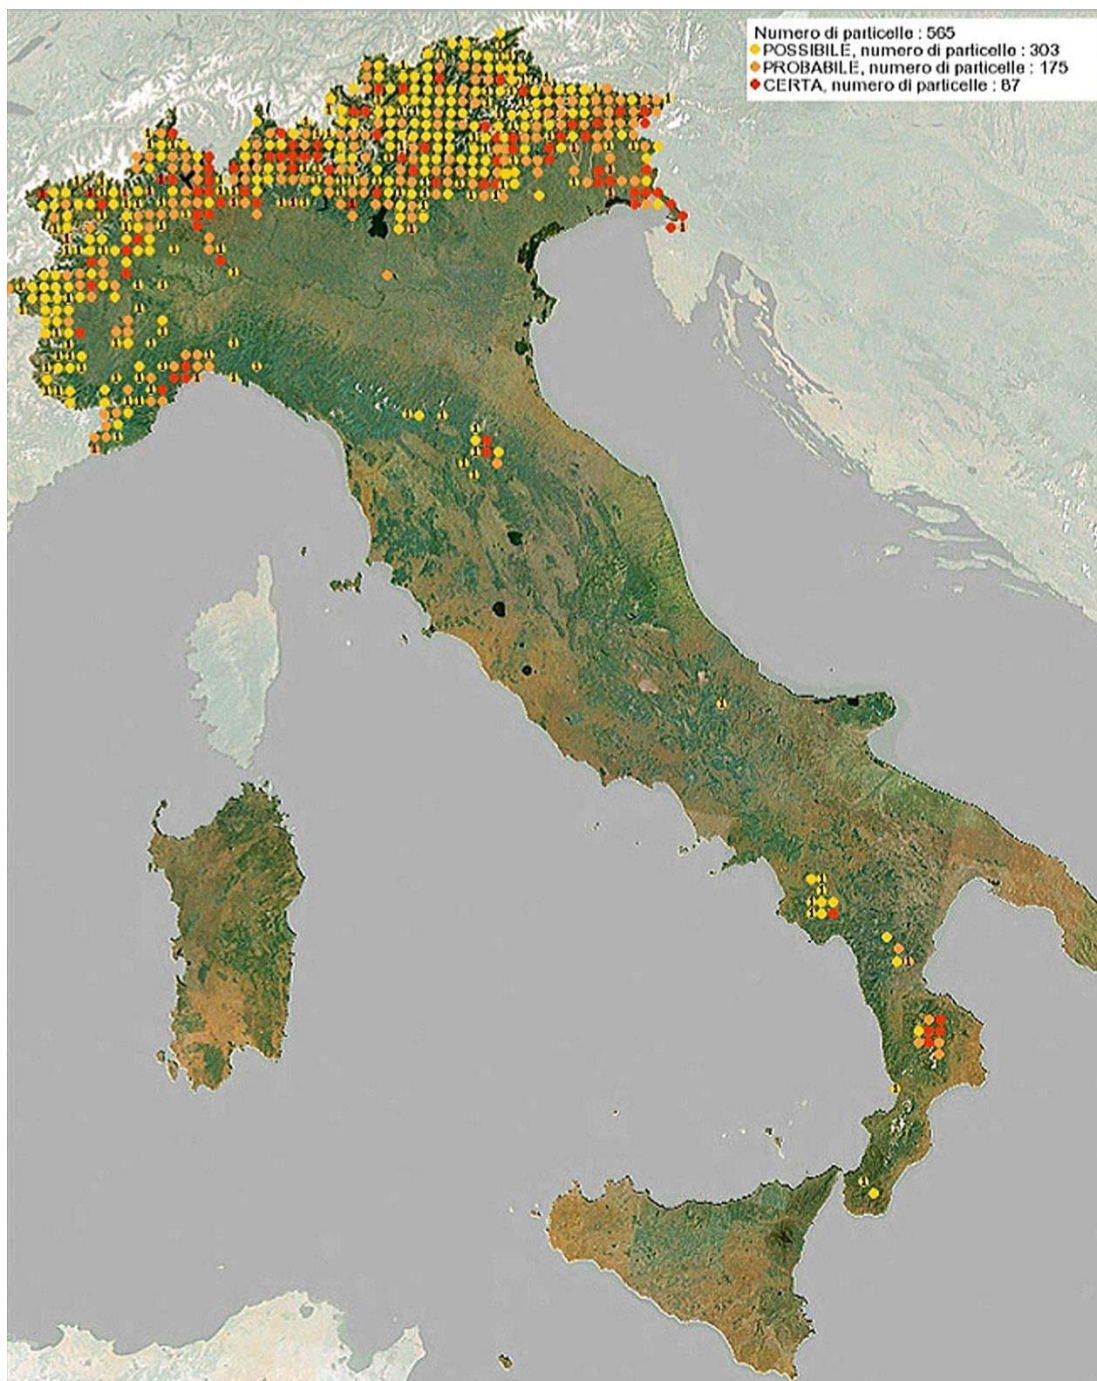 Numero di particelle : 565
POSSIBILE, numero di particelle : 303
PROBABILE, numero di particelle : 175
CERTA, numero di particelle : 87